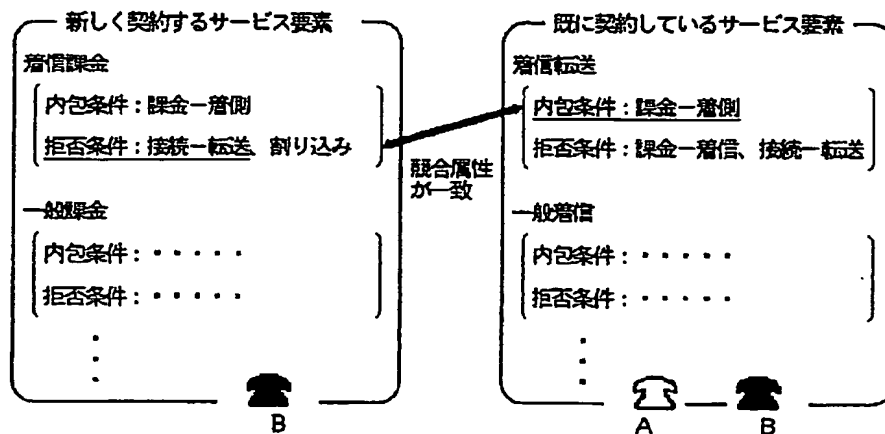 新しく契約するサービス要素
着信課金
内包条件：課金ー着側
拒否条件：接続ー転送、割り込み
一般課金
内包条件：・・・・・
拒否条件：・・・・・
・
・
・
B
競合属性
が一致
既に契約しているサービス要素
着信転送
内包条件：課金ー着側
拒否条件：課金ー着信、接続ー転送
一般着信
内包条件：・・・・・
拒否条件：・・・・・
・
・
・
A
B